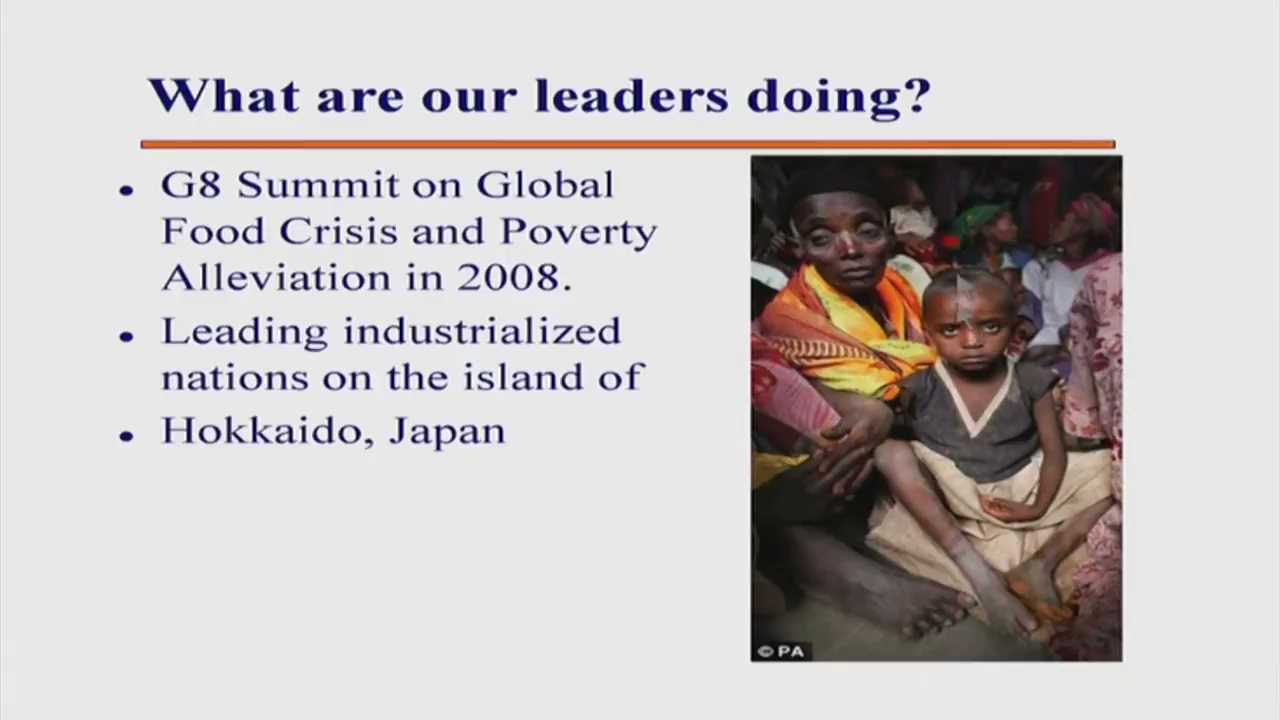 What are our leaders doing?
• G8 Summit on Global
Food Crisis and Poverty
Alleviation in 2008.
• Leading industrialized
nations on the island of
• Hokkaido, Japan
© PA